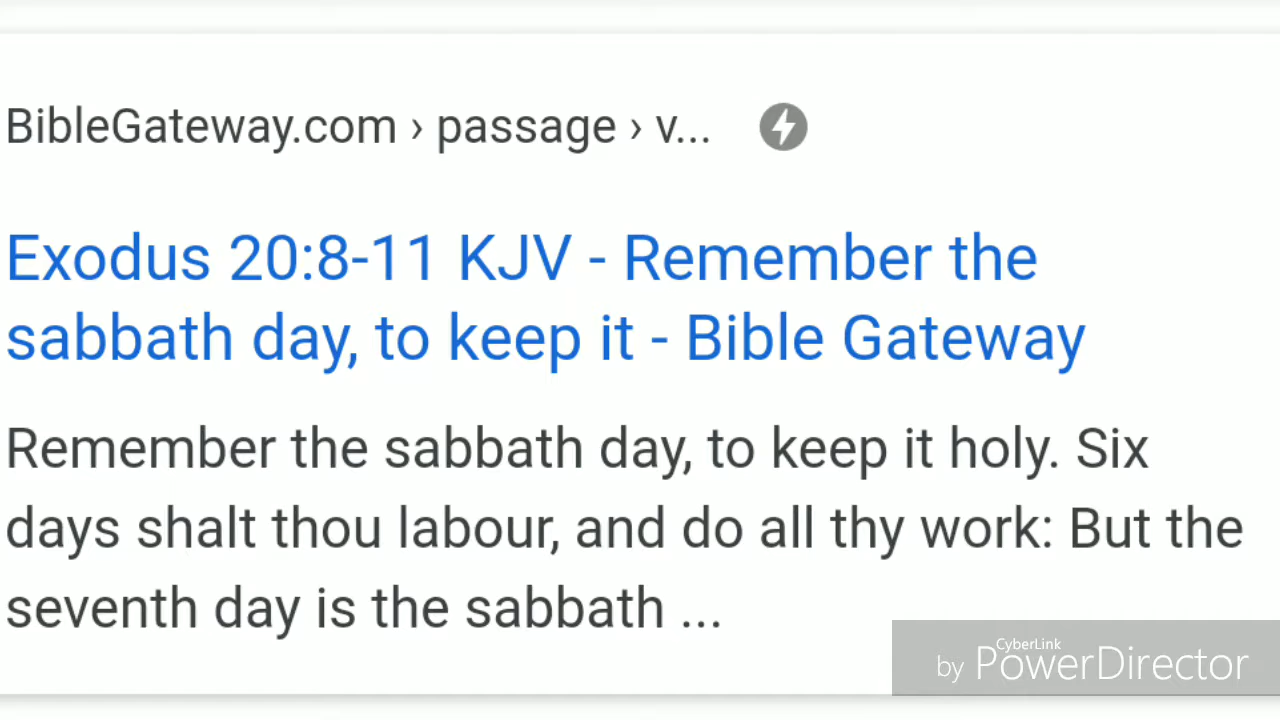 BibleGateway.com › passage › v...
Exodus 20:8-11 KJV - Remember the
sabbath day, to keep it - Bible Gateway
Remember the sabbath day, to keep it holy. Six
days shalt thou labour, and do all thy work: But the
seventh day is the sabbath ...
CyberLink
by PowerDirector